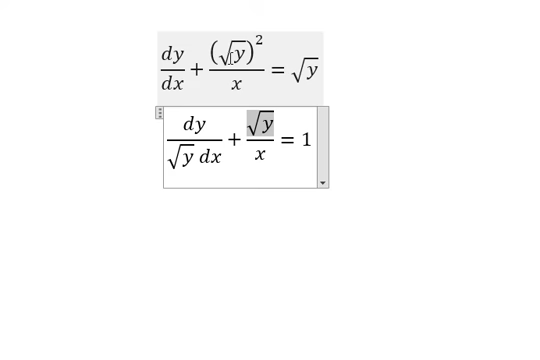 dy/dx + (√y)²/x = √y
dy/(√y dx) + √y/x = 1